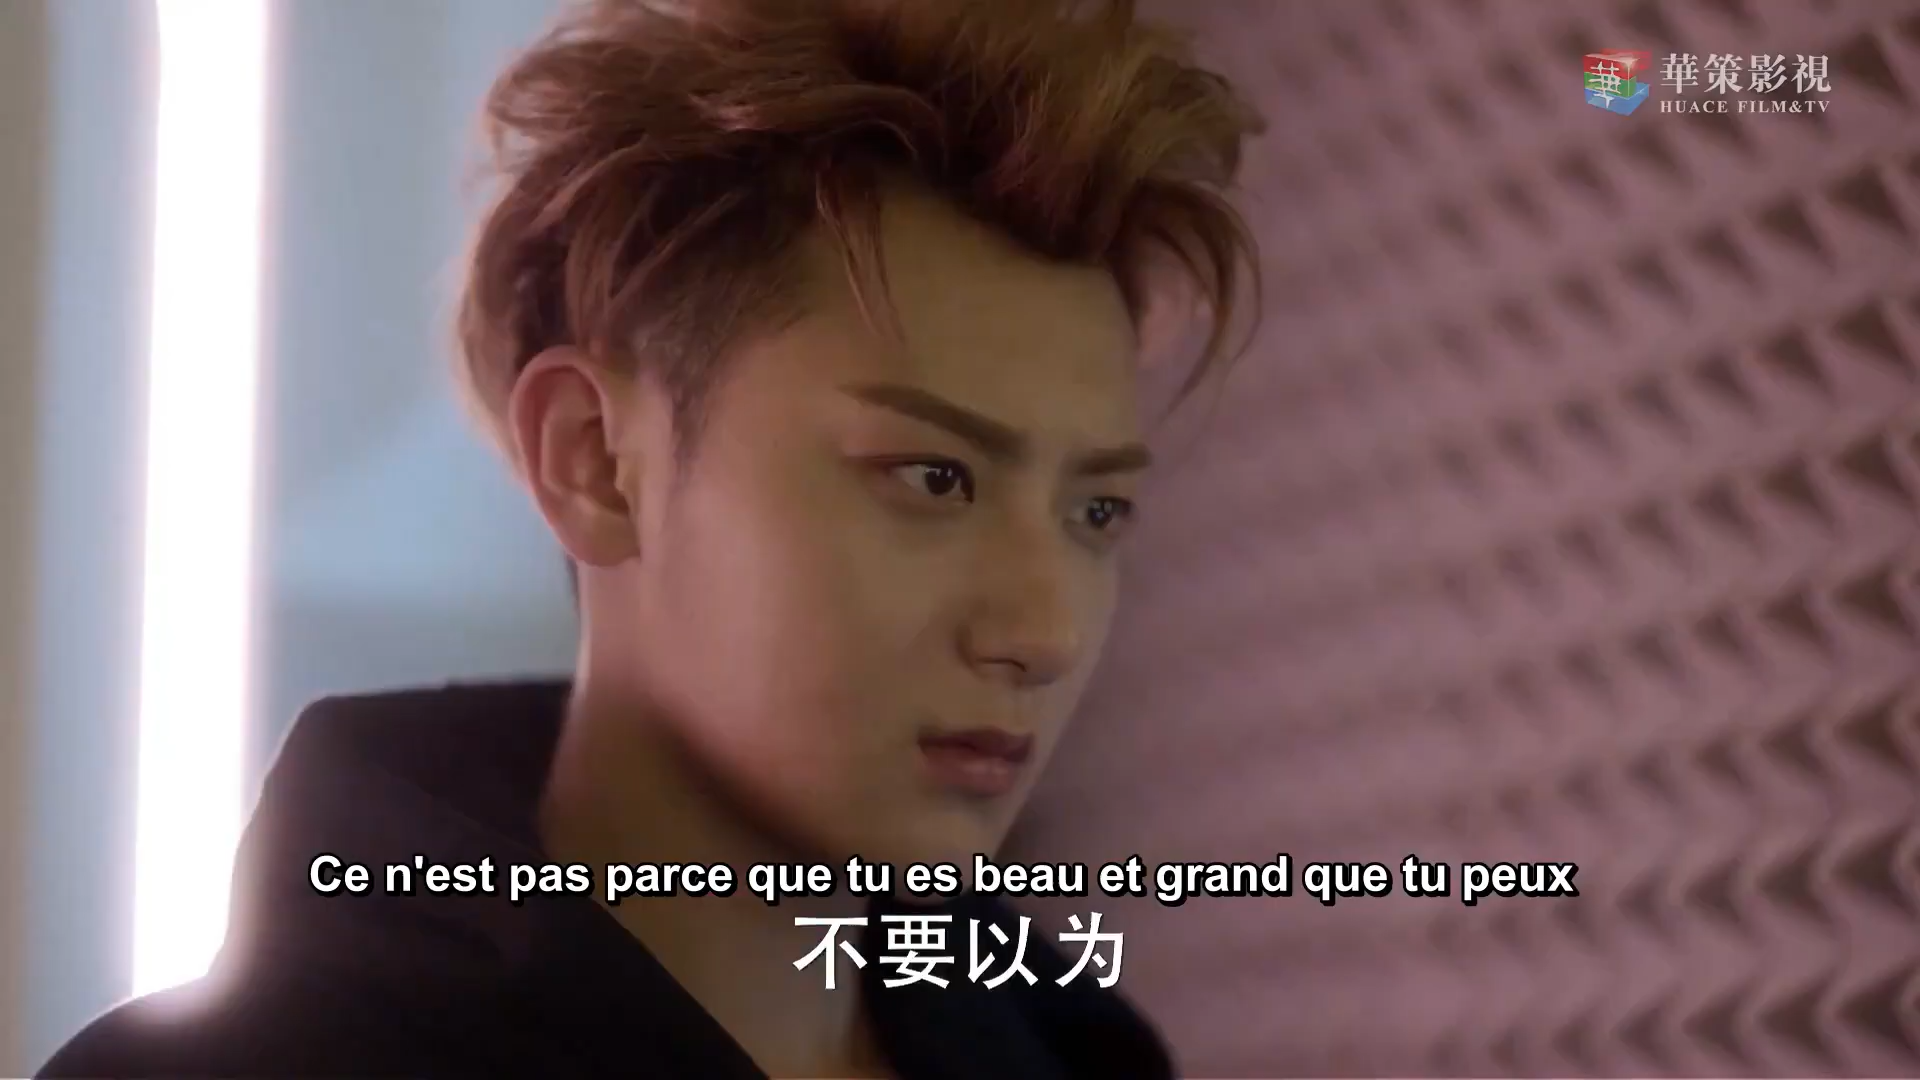 華策影視
HUACE FILM&TV
Ce n'est pas parce que tu es beau et grand que tu peux
不要以为